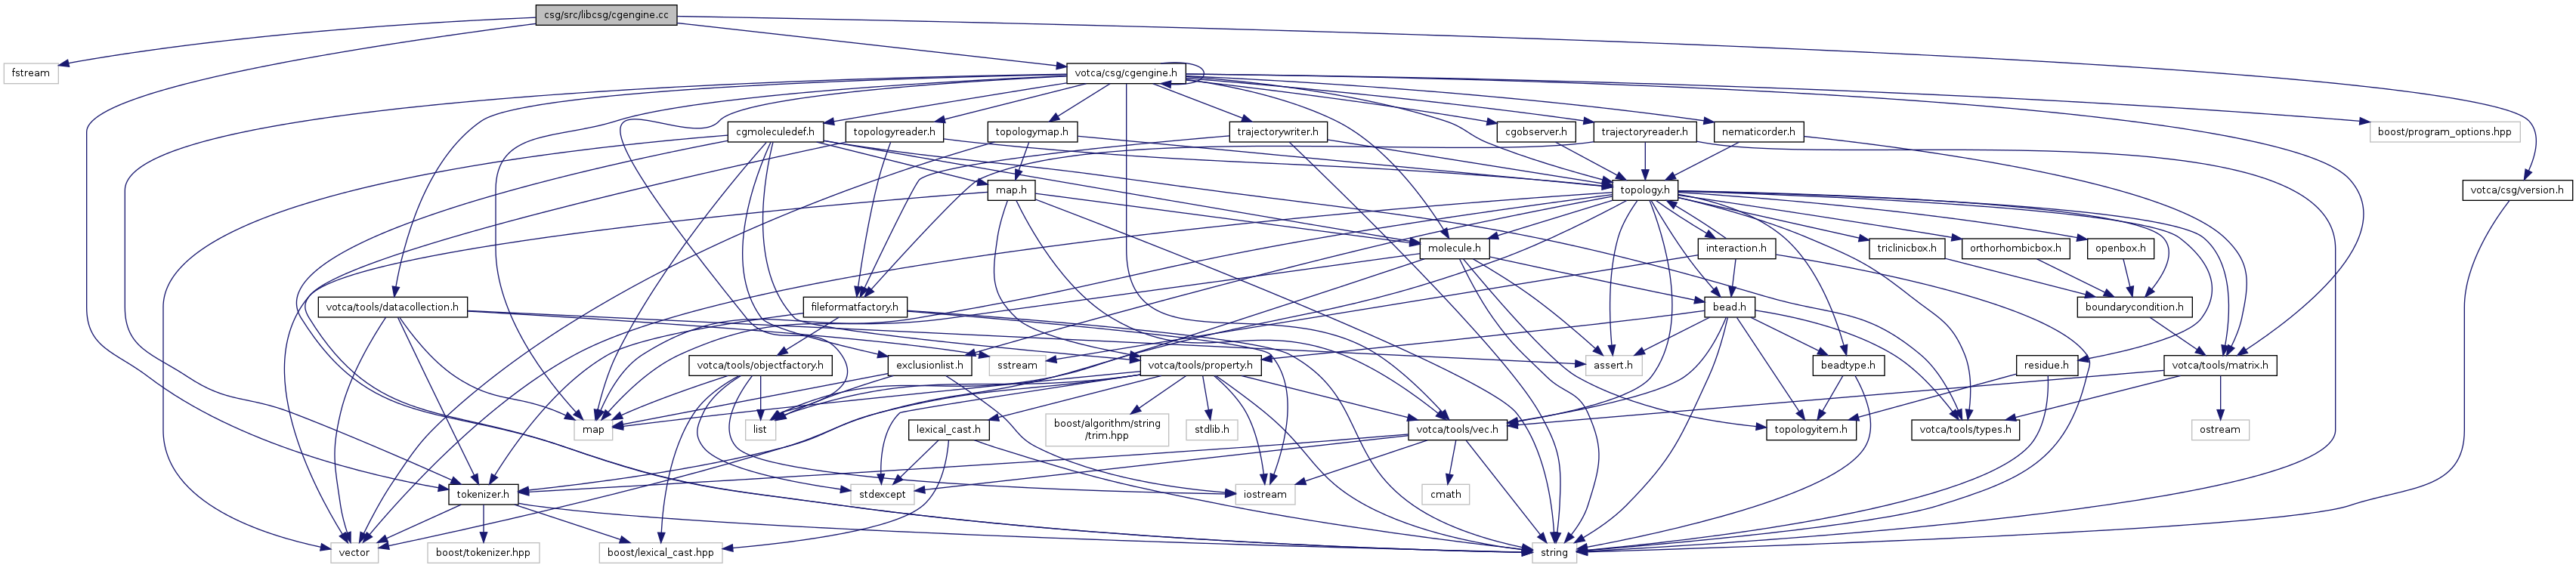 csg/src/libcsg/cgengine.cc
fstream
votca/csg/cgengine.h
cgmoleculedef.h
topologyreader.h
topologymap.h
trajectorywriter.h
cgobserver.h
trajectoryreader.h
nematicorder.h
boost/program_options.hpp
map.h
topology.h
votca/csg/version.h
molecule.h
interaction.h
triclinicbox.h
orthorhombicbox.h
openbox.h
votca/tools/datacollection.h
fileformatfactory.h
bead.h
boundarycondition.h
votca/tools/objectfactory.h
exclusionlist.h
sstream
votca/tools/property.h
assert.h
beadtype.h
residue.h
votca/tools/matrix.h
map
list
lexical_cast.h
boost/algorithm/string
/trim.hpp
stdlib.h
votca/tools/vec.h
topologyitem.h
votca/tools/types.h
ostream
tokenizer.h
stdexcept
iostream
cmath
vector
boost/tokenizer.hpp
boost/lexical_cast.hpp
string